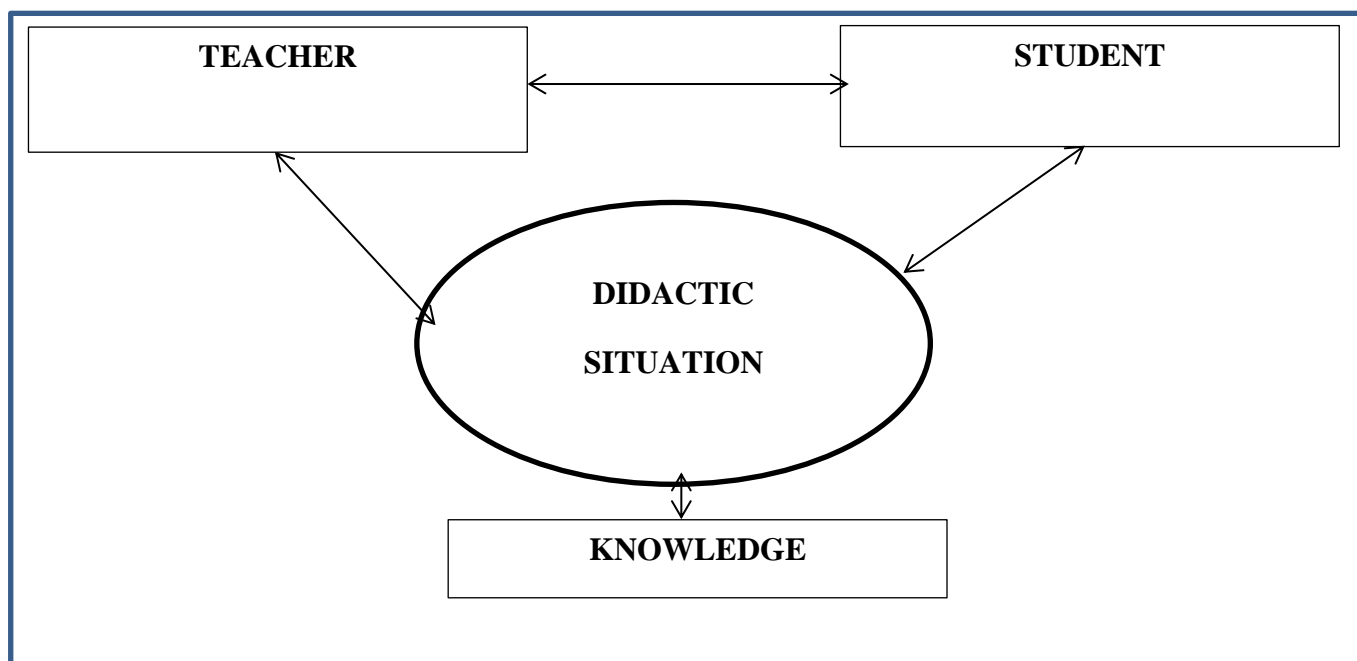 TEACHER
STUDENT
DIDACTIC
SITUATION
KNOWLEDGE